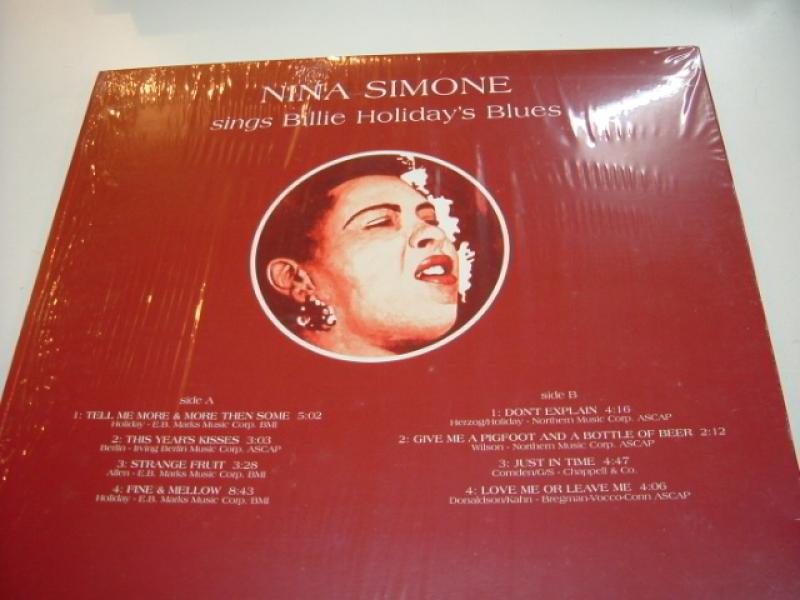 NINA SIMONE
sings Billie Holiday's Blues
side A
1: TELL ME MORE & MORE THEN SOME 5:02
Holiday - E.B. Marks Music Corp. BMI
2: THIS YEAR'S KISSES 3:03
Berlin - Irving Berlin Music Corp. ASCAP
3: STRANGE FRUIT 3:28
Allen - E.B. Marks Music Corp. BMI
4: FINE & MELLOW 8:43
Holiday - E.B. Marks Music Corp. BMI
side B
1: DON'T EXPLAIN 4:16
Herzog/Holiday - Northern Music Corp. ASCAP
2: GIVE ME A PIGFOOT AND A BOTTLE OF BEER 2:12
Wilson - Northern Music Corp. ASCAP
3: JUST IN TIME 4:47
Comden/G/S - Chappell & Co.
4: LOVE ME OR LEAVE ME 4:06
Donaldson/Kahn - Bregman-Vocco-Conn ASCAP